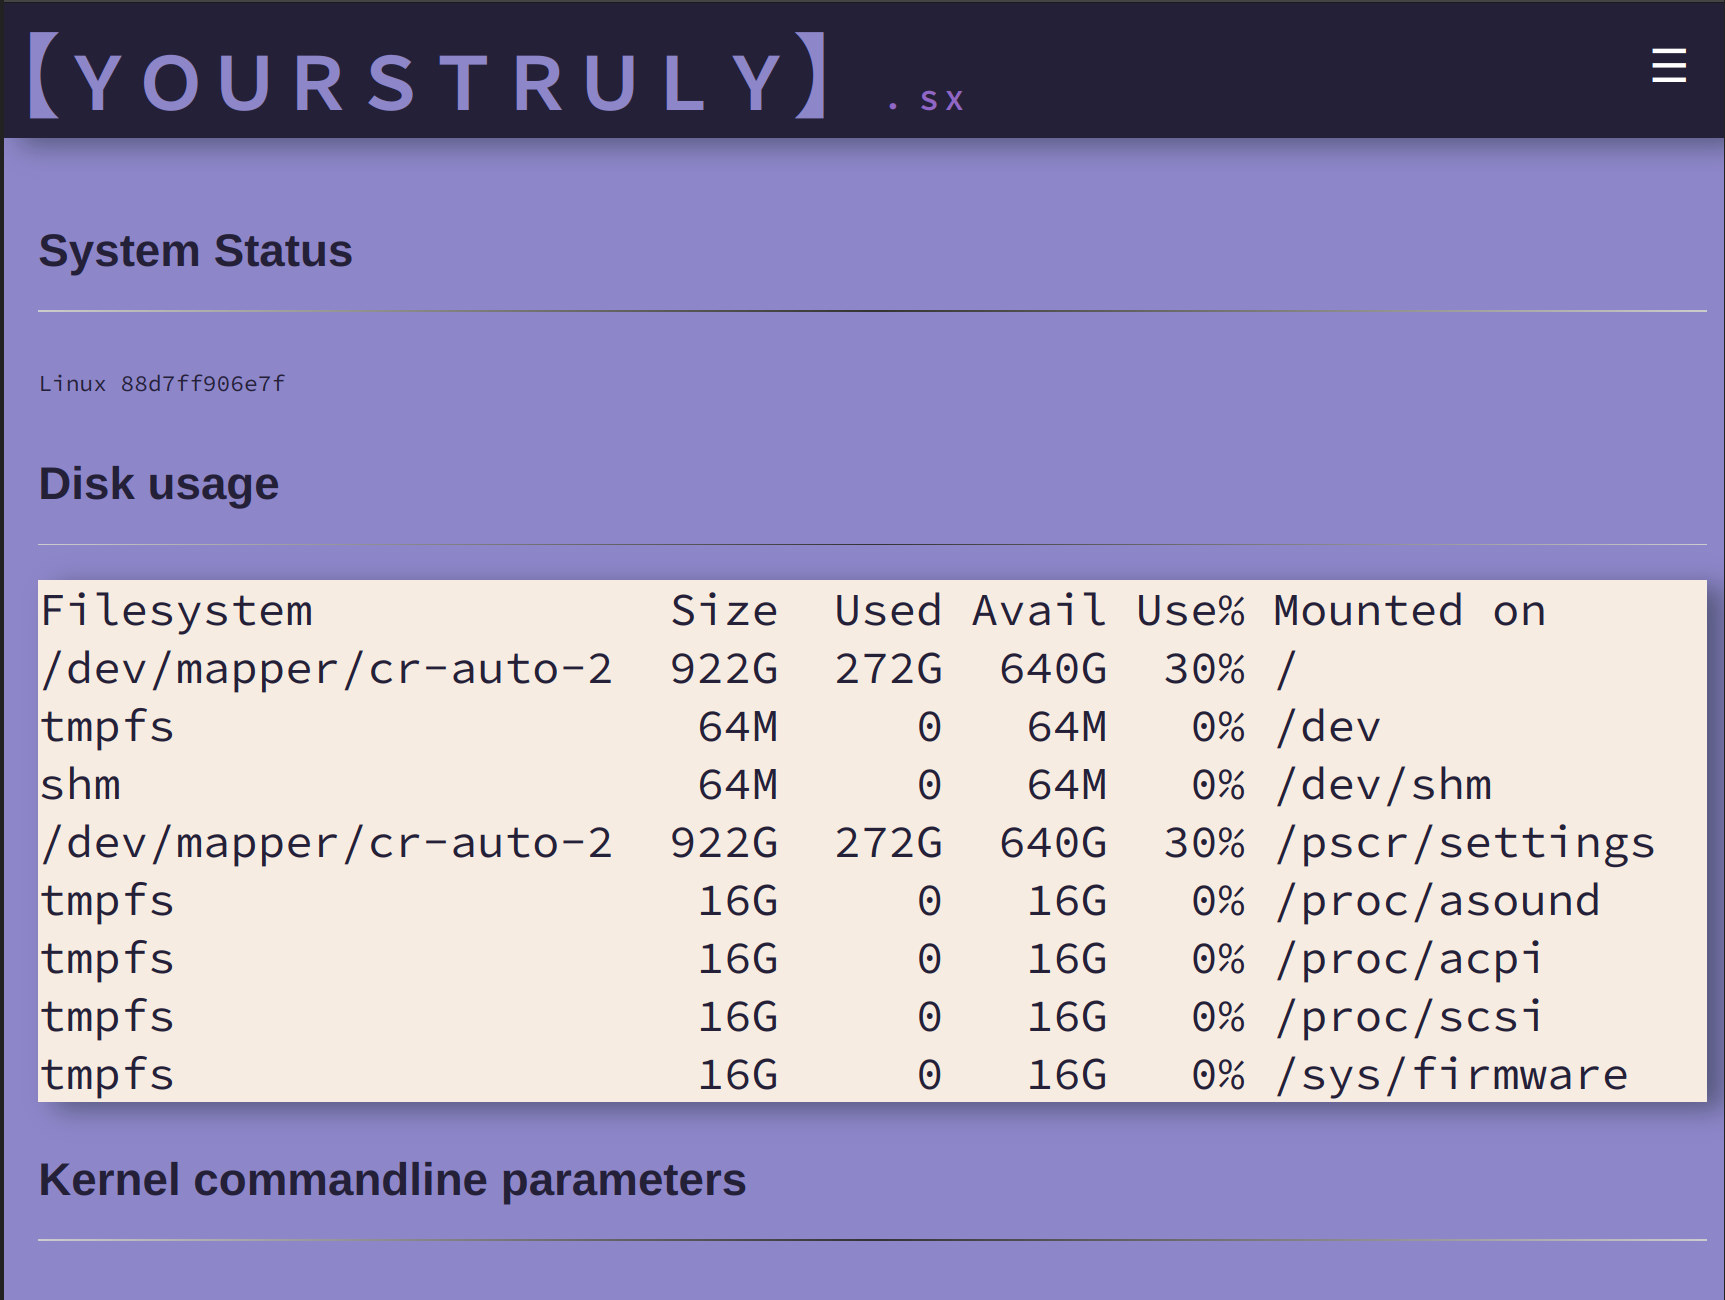 【YOURSTRULY】 .sx
☰
System Status
Linux 88d7ff906e7f
Disk usage
Filesystem             Size  Used Avail Use% Mounted on
/dev/mapper/cr-auto-2  922G  272G  640G  30% /
tmpfs                   64M     0   64M   0% /dev
shm                     64M     0   64M   0% /dev/shm
/dev/mapper/cr-auto-2  922G  272G  640G  30% /pscr/settings
tmpfs                   16G     0   16G   0% /proc/asound
tmpfs                   16G     0   16G   0% /proc/acpi
tmpfs                   16G     0   16G   0% /proc/scsi
tmpfs                   16G     0   16G   0% /sys/firmware
Kernel commandline parameters